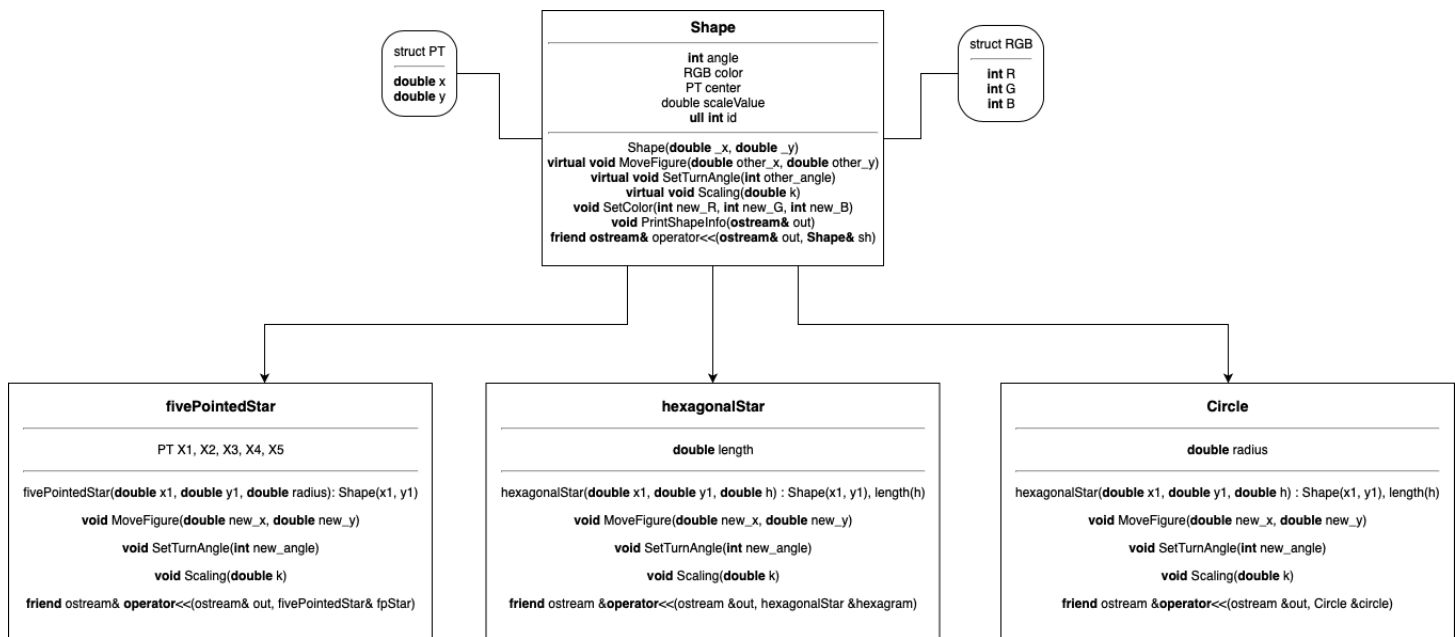 Shape
struct PT
struct RGB
int angle
RGB color
PT center
double scaleValue
ull int id
double x
double y
int R
int G
int B
Shape(double _x, double _y)
virtual void MoveFigure(double other_x, double other_y)
virtual void SetTurnAngle(int other_angle)
virtual void Scaling(double k)
void SetColor(int new_R, int new_G, int new_B)
void PrintShapeInfo(ostream& out)
friend ostream& operator<<(ostream& out, Shape& sh)
fivePointedStar
PT X1, X2, X3, X4, X5
fivePointedStar(double x1, double y1, double radius): Shape(x1, y1)
void MoveFigure(double new_x, double new_y)
void SetTurnAngle(int new_angle)
void Scaling(double k)
friend ostream& operator<<(ostream& out, fivePointedStar& fpStar)
hexagonalStar
double length
hexagonalStar(double x1, double y1, double h) : Shape(x1, y1), length(h)
void MoveFigure(double new_x, double new_y)
void SetTurnAngle(int new_angle)
void Scaling(double k)
friend ostream &operator<<(ostream &out, hexagonalStar &hexagram)
Circle
double radius
hexagonalStar(double x1, double y1, double h) : Shape(x1, y1), length(h)
void MoveFigure(double new_x, double new_y)
void SetTurnAngle(int new_angle)
void Scaling(double k)
friend ostream &operator<<(ostream &out, Circle &circle)